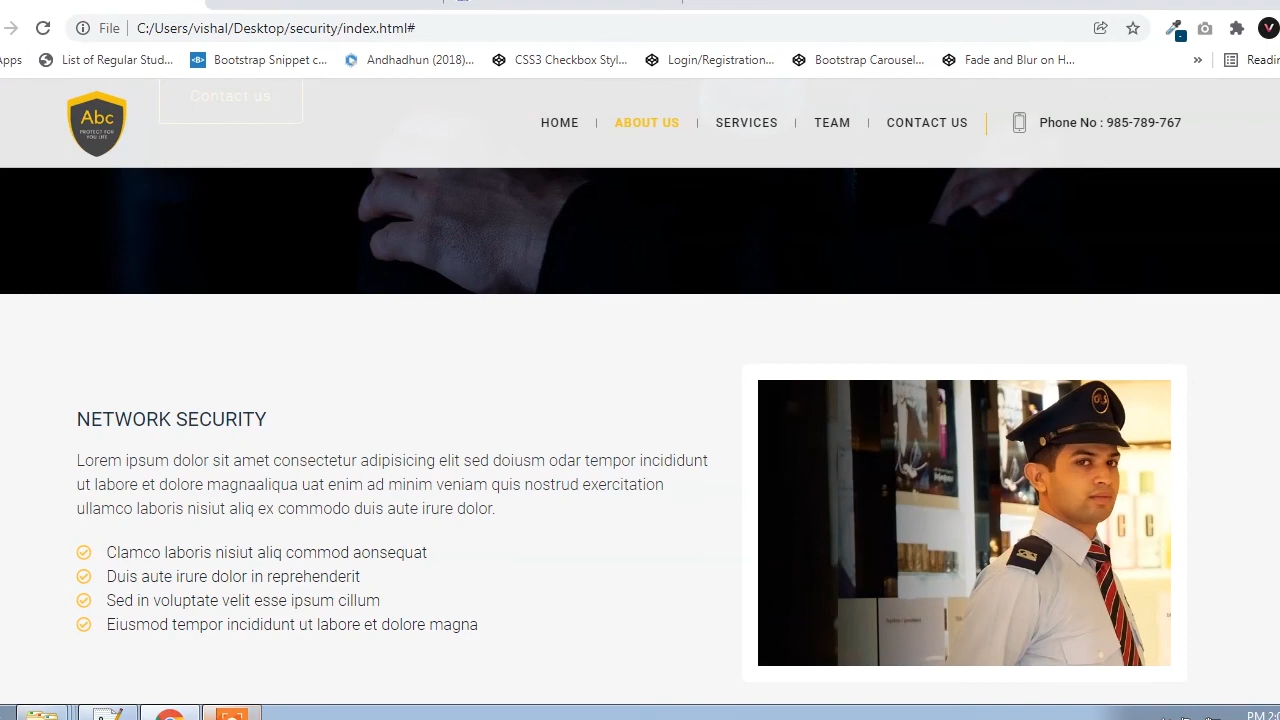 File C:/Users/vishal/Desktop/security/index.html#
Apps List of Regular Stud... Bootstrap Snippet c... Andhadhun (2018)... CSS3 Checkbox Styl... Login/Registration... Bootstrap Carousel... Fade and Blur on H... » Readin
Contact us
Abc
PROTECT FOR
YOU LIFE
HOME ABOUT US SERVICES TEAM CONTACT US Phone No : 985-789-767
NETWORK SECURITY
Lorem ipsum dolor sit amet consectetur adipisicing elit sed doiusm odar tempor incididunt
ut labore et dolore magnaaliqua uat enim ad minim veniam quis nostrud exercitation
ullamco laboris nisiut aliq ex commodo duis aute irure dolor.
Clamco laboris nisiut aliq commod aonsequat
Duis aute irure dolor in reprehenderit
Sed in voluptate velit esse ipsum cillum
Eiusmod tempor incididunt ut labore et dolore magna